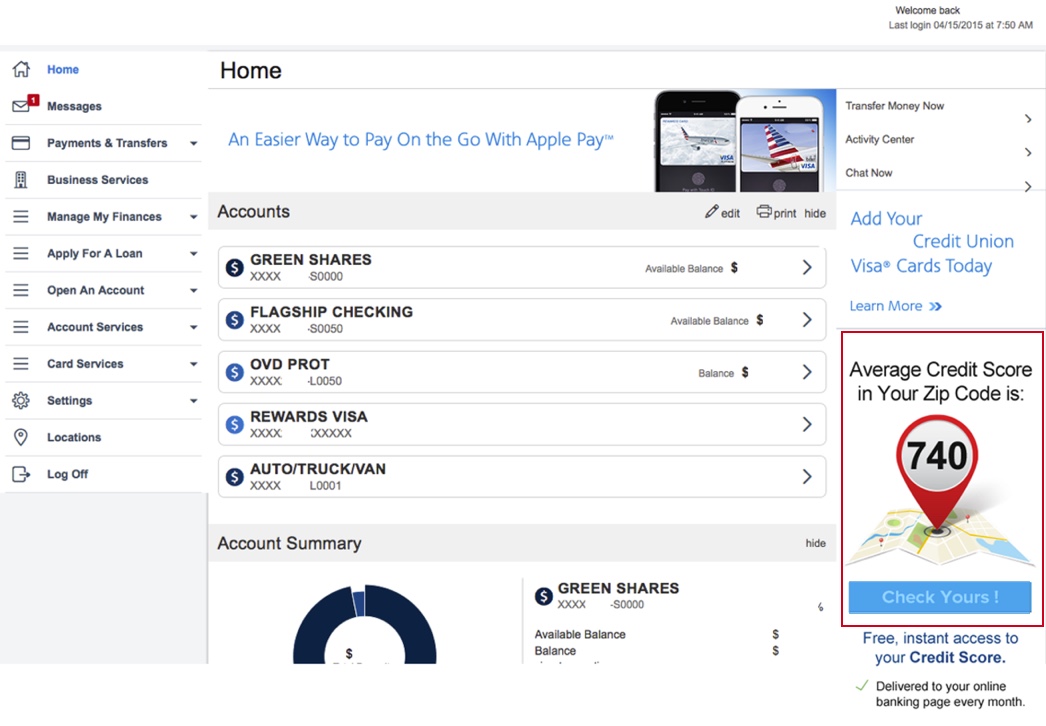 Welcome back
Last login 04/15/2015 at 7:50 AM
Home
1
Messages
Payments & Transfers
Business Services
Manage My Finances
Apply For A Loan
Open An Account
Account Services
Card Services
Settings
Locations
Log Off
Home
An Easier Way to Pay On the Go With Apple Pay™
VISA
VISA
Pay with Touch ID
Transfer Money Now
Activity Center
Chat Now
Accounts
edit print hide
GREEN SHARES
XXXX -S0000
Available Balance $
FLAGSHIP CHECKING
XXXX -S0050
Available Balance $
OVD PROT
XXXX -L0050
Balance $
REWARDS VISA
XXXX XXXXX
AUTO/TRUCK/VAN
XXXX L0001
Add Your
Credit Union
Visa® Cards Today
Learn More
Average Credit Score
in Your Zip Code is:
740
Check Yours !
Free, instant access to
your Credit Score.
✓ Delivered to your online
banking page every month.
Account Summary
hide
$
GREEN SHARES
XXXX -S0000
Available Balance $
Balance $